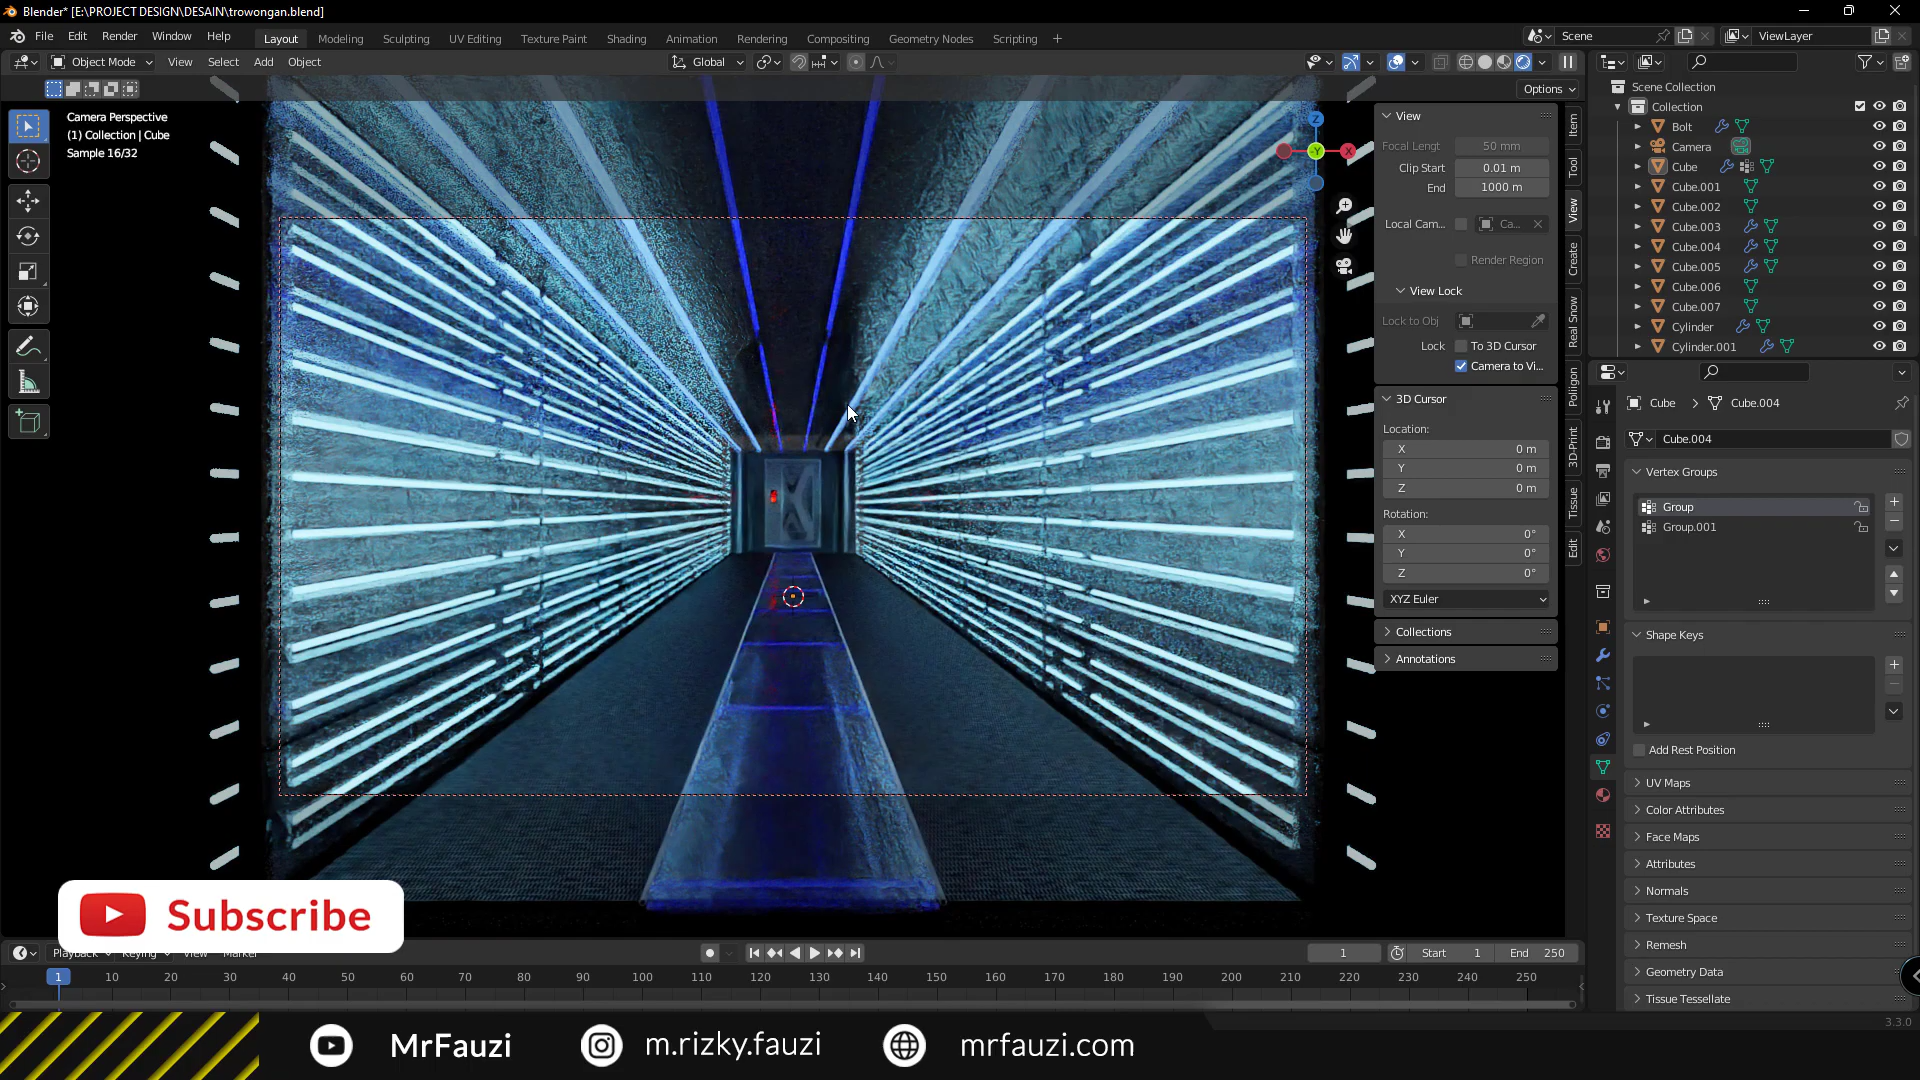 Blender* [E:\PROJECT DESIGN\DESAIN\trowongan.blend]
File Edit Render Window Help
Layout Modeling Sculpting UV Editing Texture Paint Shading Animation Rendering Compositing Geometry Nodes Scripting +
Scene
ViewLayer
Object Mode View Select Add Object
Global
Options
Camera Perspective
(1) Collection | Cube
Sample 16/32
Z
-Y
X
View
Focal Lengt 50 mm
Clip Start 0.01 m
End 1000 m
Local Cam... Ca...
Render Region
View Lock
Lock to Obj
Lock To 3D Cursor
Camera to Vi...
3D Cursor
Location:
X 0 m
Y 0 m
Z 0 m
Rotation:
X 0°
Y 0°
Z 0°
XYZ Euler
Collections
Annotations
Item
Tool
View
Create
Real Snow
Poliigon
3D-Print
Tissue
Edit
Scene Collection
Collection
Bolt
Camera
Cube
Cube.001
Cube.002
Cube.003
Cube.004
Cube.005
Cube.006
Cube.007
Cylinder
Cylinder.001
Cube > Cube.004
Cube.004
Vertex Groups
Group
Group.001
Shape Keys
Add Rest Position
UV Maps
Color Attributes
Face Maps
Attributes
Normals
Texture Space
Remesh
Geometry Data
Tissue Tessellate
Subscribe
Playback Keying View Marker
1 Start 1 End 250
1 10 20 30 40 50 60 70 80 90 100 110 120 130 140 150 160 170 180 190 200 210 220 230 240 250
3.3.0
MrFauzi m.rizky.fauzi mrfauzi.com